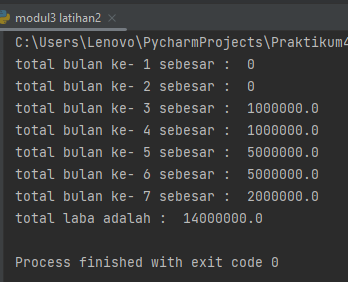 modul3 latihan2
C:\Users\Lenovo\PycharmProjects\Praktikum4
total bulan ke- 1 sebesar :  0
total bulan ke- 2 sebesar :  0
total bulan ke- 3 sebesar :  1000000.0
total bulan ke- 4 sebesar :  1000000.0
total bulan ke- 5 sebesar :  5000000.0
total bulan ke- 6 sebesar :  5000000.0
total bulan ke- 7 sebesar :  2000000.0
total laba adalah :  14000000.0
Process finished with exit code 0